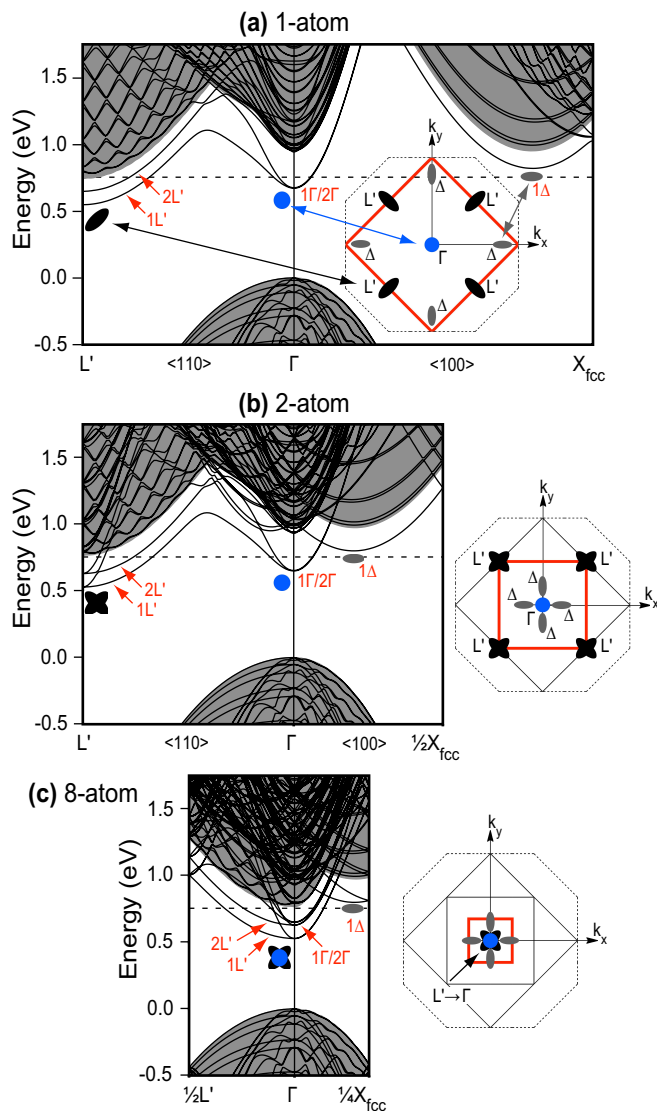 (a) 1-atom
Energy (eV)
1.5
1.0
0.5
0.0
-0.5
2L'
1L'
1Γ/2Γ
1Δ
k_y
k_x
L'
L'
L'
L'
Δ
Δ
Δ
Δ
Γ
L' <110> Γ <100> X_fcc
(b) 2-atom
Energy (eV)
1.5
1.0
0.5
0.0
-0.5
2L'
1L'
1Γ/2Γ
1Δ
k_y
k_x
L'
L'
L'
L'
Δ
Δ
Δ
Δ
Γ
L' <110> Γ <100> ½X_fcc
(c) 8-atom
Energy (eV)
1.5
1.0
0.5
0.0
-0.5
2L'
1L'
1Γ/2Γ
1Δ
k_y
k_x
L'→Γ
½L' Γ ¼X_fcc